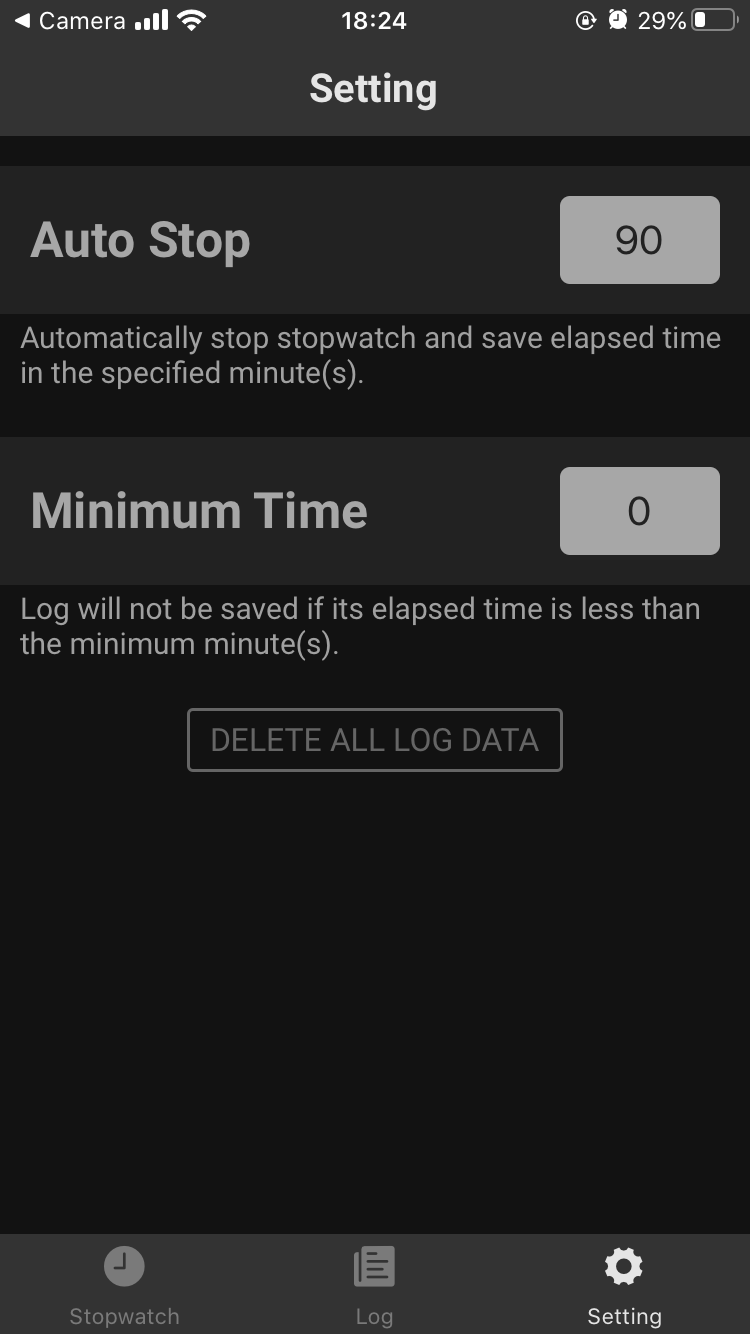 ◀ Camera 18:24 29%
Setting
Auto Stop 90
Automatically stop stopwatch and save elapsed time
in the specified minute(s).
Minimum Time 0
Log will not be saved if its elapsed time is less than
the minimum minute(s).
DELETE ALL LOG DATA
Stopwatch Log Setting